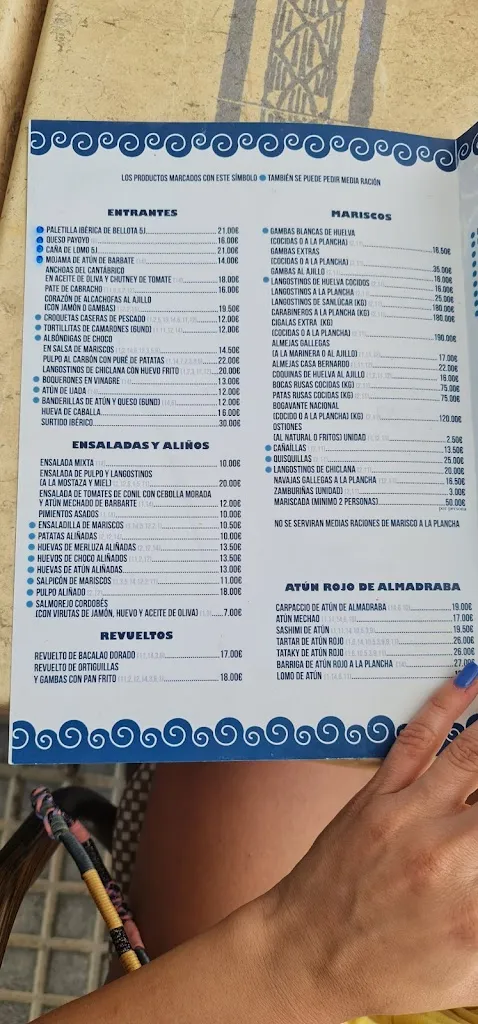 LOS PRODUCTOS MARCADOS CON ESTE SÍMBOLO TAMBIÉN SE PUEDE PEDIR MEDIA RACIÓN
ENTRANTES
PALETILLA IBÉRICA DE BELLOTA 5J 21.00€
QUESO PAYOYO 16.00€
CAÑA DE LOMO 5J 21.00€
MOJAMA DE ATÚN DE BARBATE 14.00€
ANCHOAS DEL CANTÁBRICO
EN ACEITE DE OLIVA Y CHUTNEY DE TOMATE 18.00€
PATE DE CABRACHO 16.00€
CORAZÓN DE ALCACHOFAS AL AJILLO
(CON JAMÓN O GAMBAS) 19.50€
CROQUETAS CASERAS DE PESCADO 12.00€
TORTILLITAS DE CAMARONES (6UND) 12.00€
ALBÓNDIGAS DE CHOCO
EN SALSA DE MARISCOS 14.50€
PULPO AL CARBÓN CON PURÉ DE PATATAS 22.00€
LANGOSTINOS DE CHICLANA CON HUEVO FRITO 20.00€
BOQUERONES EN VINAGRE 13.00€
ATÚN DE IJADA 12.00€
BANDERILLAS DE ATÚN Y QUESO (6UND) 12.00€
HUEVA DE CABALLA 16.00€
SURTIDO IBÉRICO 30.00€
ENSALADAS Y ALIÑOS
ENSALADA MIXTA 10.00€
ENSALADA DE PULPO Y LANGOSTINOS
(A LA MOSTAZA Y MIEL) 20.00€
ENSALADA DE TOMATES DE CONIL CON CEBOLLA MORADA
Y ATÚN MECHADO DE BARBARTE 12.00€
PIMIENTOS ASADOS 10.00€
ENSALADILLA DE MARISCOS 10.50€
PATATAS ALIÑADAS 10.00€
HUEVAS DE MERLUZA ALIÑADAS 13.50€
HUEVOS DE CHOCO ALIÑADOS 13.50€
HUEVAS DE ATÚN ALIÑADAS 13.00€
SALPICÓN DE MARISCOS 11.00€
PULPO ALIÑADO 18.00€
SALMOREJO CORDOBÉS
(CON VIRUTAS DE JAMÓN, HUEVO Y ACEITE DE OLIVA) 7.00€
REVUELTOS
REVUELTO DE BACALAO DORADO 17.00€
REVUELTO DE ORTIGUILLAS
Y GAMBAS CON PAN FRITO 18.00€
MARISCOS
GAMBAS BLANCAS DE HUELVA
(COCIDAS O A LA PLANCHA) 16.50€
GAMBAS EXTRAS
(COCIDAS O A LA PLANCHA) 35.00€
GAMBAS AL AJILLO 16.00€
LANGOSTINOS DE HUELVA COCIDOS 16.00€
LANGOSTINOS A LA PLANCHA 25.00€
LANGOSTINOS DE SANLÚCAR (KG) 180.00€
CARABINEROS A LA PLANCHA (KG) 180.00€
CIGALAS EXTRA (KG)
(COCIDAS O A LA PLANCHA) 190.00€
ALMEJAS GALLEGAS
(A LA MARINERA O AL AJILLO) 17.00€
ALMEJAS CASA BERNARDO 22.00€
COQUINAS DE HUELVA AL AJILLO 16.00€
BOCAS RUSAS COCIDAS (KG) 75.00€
PATAS RUSAS COCIDAS (KG) 75.00€
BOGAVANTE NACIONAL
(COCIDO O A LA PLANCHA) (KG) 120.00€
OSTIONES
(AL NATURAL O FRITOS) UNIDAD 2.50€
CAÑAÍLLAS 13.50€
QUISQUILLAS 25.00€
LANGOSTINOS DE CHICLANA 20.00€
NAVAJAS GALLEGAS A LA PLANCHA 16.50€
ZAMBURIÑAS (UNIDAD) 3.00€
MARISCADA (MINIMO 2 PERSONAS) 50.00€
por persona
NO SE SERVIRAN MEDIAS RACIONES DE MARISCO A LA PLANCHA
ATÚN ROJO DE ALMADRABA
CARPACCIO DE ATÚN DE ALMADRABA 19.00€
ATÚN MECHAO 17.00€
SASHIMI DE ATÚN 19.50€
TARTAR DE ATÚN ROJO 26.00€
TATAKY DE ATÚN ROJO 26.00€
BARRIGA DE ATÚN ROJO A LA PLANCHA 27.00€
LOMO DE ATÚN